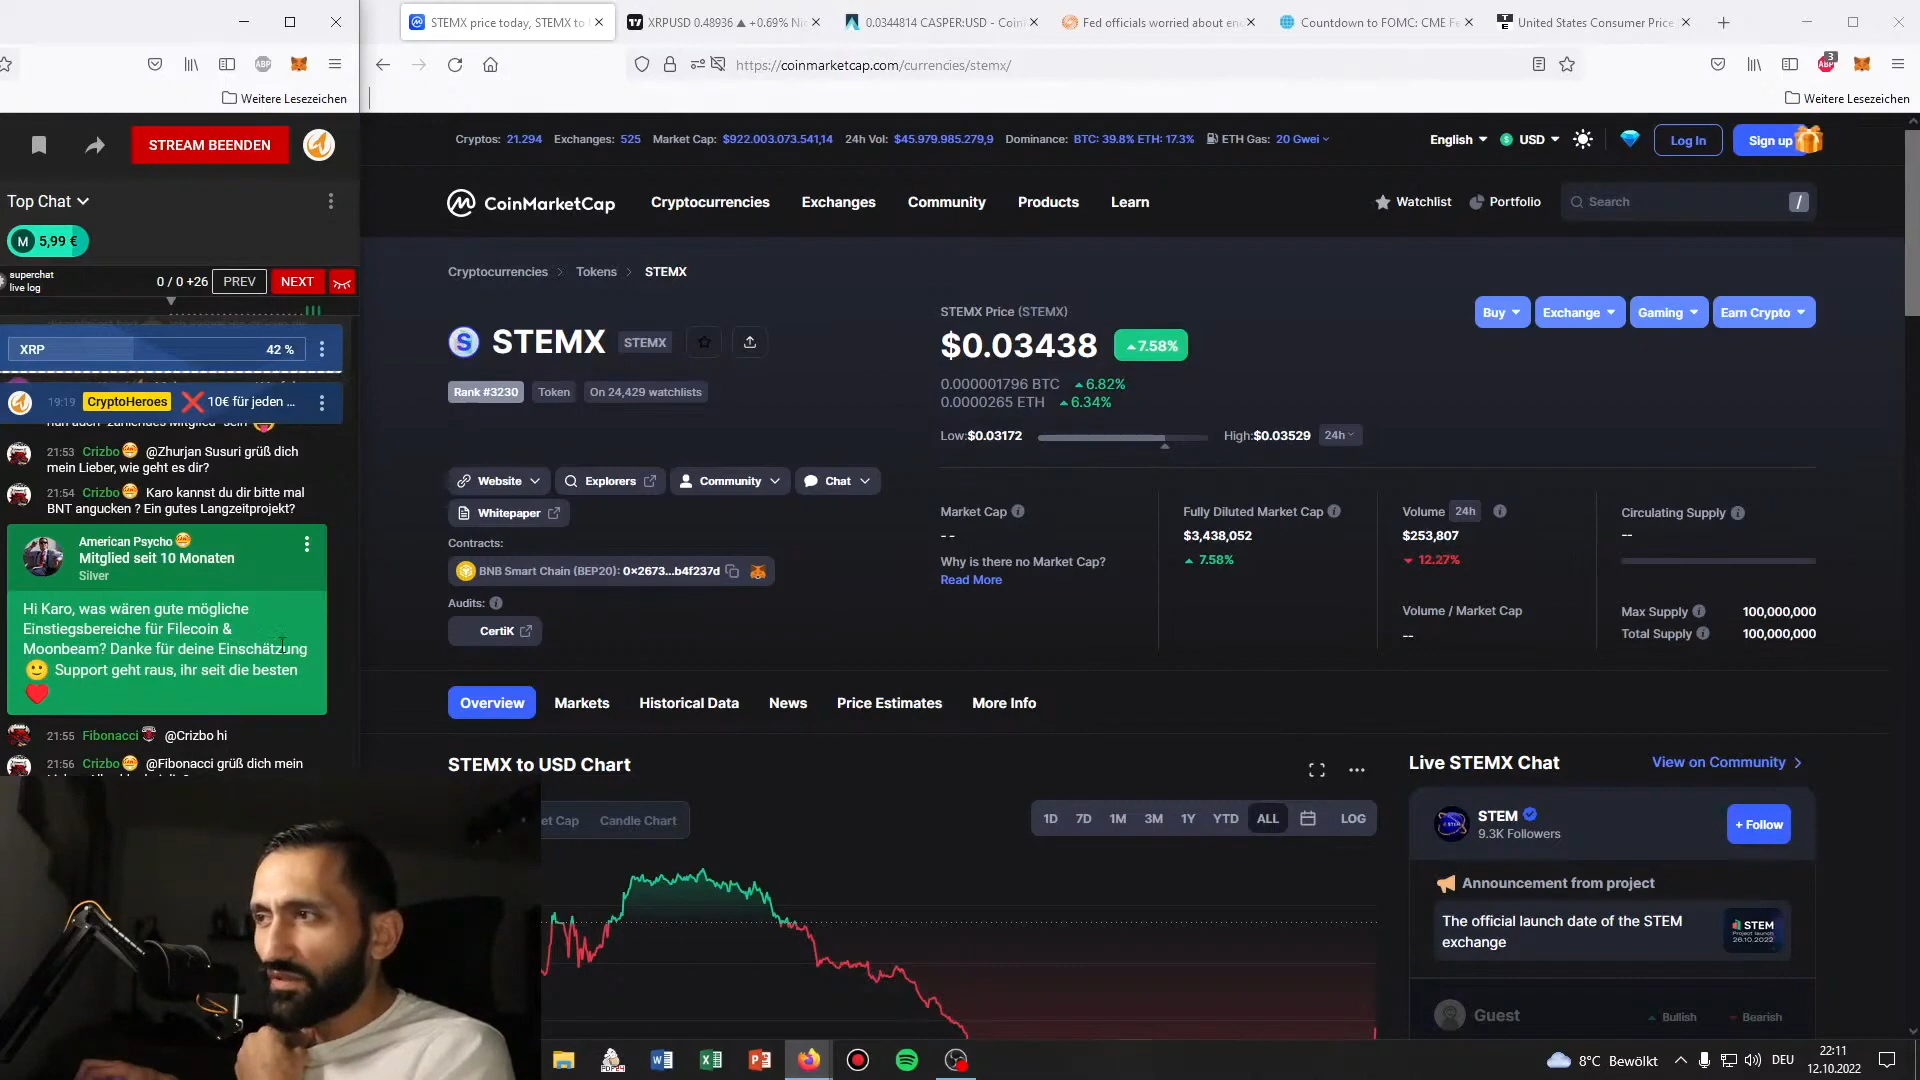 STEMX price today, STEMX to
XRPUSD 0.48936 ▲ +0.69%
0.0344814 CASPER:USD - Coin
Fed officials worried about
Countdown to FOMC: CME
United States Consumer Price
https://coinmarketcap.com/currencies/stemx/
Weitere Lesezeichen
Weitere Lesezeichen
STREAM BEENDEN
Top Chat
M 5,99 €
superchat
live log
0 / 0 +26 PREV NEXT
XRP 42 %
19:19 CryptoHeroes ❌ 10€ für jeden ...
21:53 Crizbo @Zhurjan Susuri grüß dich
mein Lieber, wie geht es dir?
21:54 Crizbo Karo kannst du dir bitte mal
BNT angucken ? Ein gutes Langzeitprojekt?
American Psycho
Mitglied seit 10 Monaten
Silver
Hi Karo, was wären gute mögliche
Einstiegsbereiche für Filecoin &
Moonbeam? Danke für deine Einschätzung
🙂 Support geht raus, ihr seit die besten
❤️
21:55 Fibonacci @Crizbo hi
21:56 Crizbo @Fibonacci grüß dich mein
Cryptos: 21.294 Exchanges: 525 Market Cap: $922.003.073.541,14 24h Vol: $45.979.985.279,9 Dominance: BTC: 39.8% ETH: 17.3% ETH Gas: 20 Gwei
English USD Log In Sign up
CoinMarketCap Cryptocurrencies Exchanges Community Products Learn
Watchlist Portfolio Search /
Cryptocurrencies > Tokens > STEMX
STEMX STEMX
Rank #3230 Token On 24,429 watchlists
STEMX Price (STEMX)
$0.03438 7.58%
0.000001796 BTC 6.82%
0.0000265 ETH 6.34%
Low:$0.03172 High:$0.03529 24h
Buy Exchange Gaming Earn Crypto
Website Explorers Community Chat
Whitepaper
Contracts:
BNB Smart Chain (BEP20): 0x2673...b4f237d
Audits:
CertiK
Market Cap
- -
Why is there no Market Cap?
Read More
Fully Diluted Market Cap
$3,438,052
7.58%
Volume 24h
$253,807
12.27%
Volume / Market Cap
--
Circulating Supply
--
Max Supply 100,000,000
Total Supply 100,000,000
Overview Markets Historical Data News Price Estimates More Info
STEMX to USD Chart
et Cap Candle Chart
1D 7D 1M 3M 1Y YTD ALL LOG
Live STEMX Chat View on Community
STEM
9.3K Followers
+ Follow
Announcement from project
The official launch date of the STEM
exchange
STEM
Project launch
26.10.2022
Guest Bullish Bearish
8°C Bewölkt DEU
22:11
12.10.2022